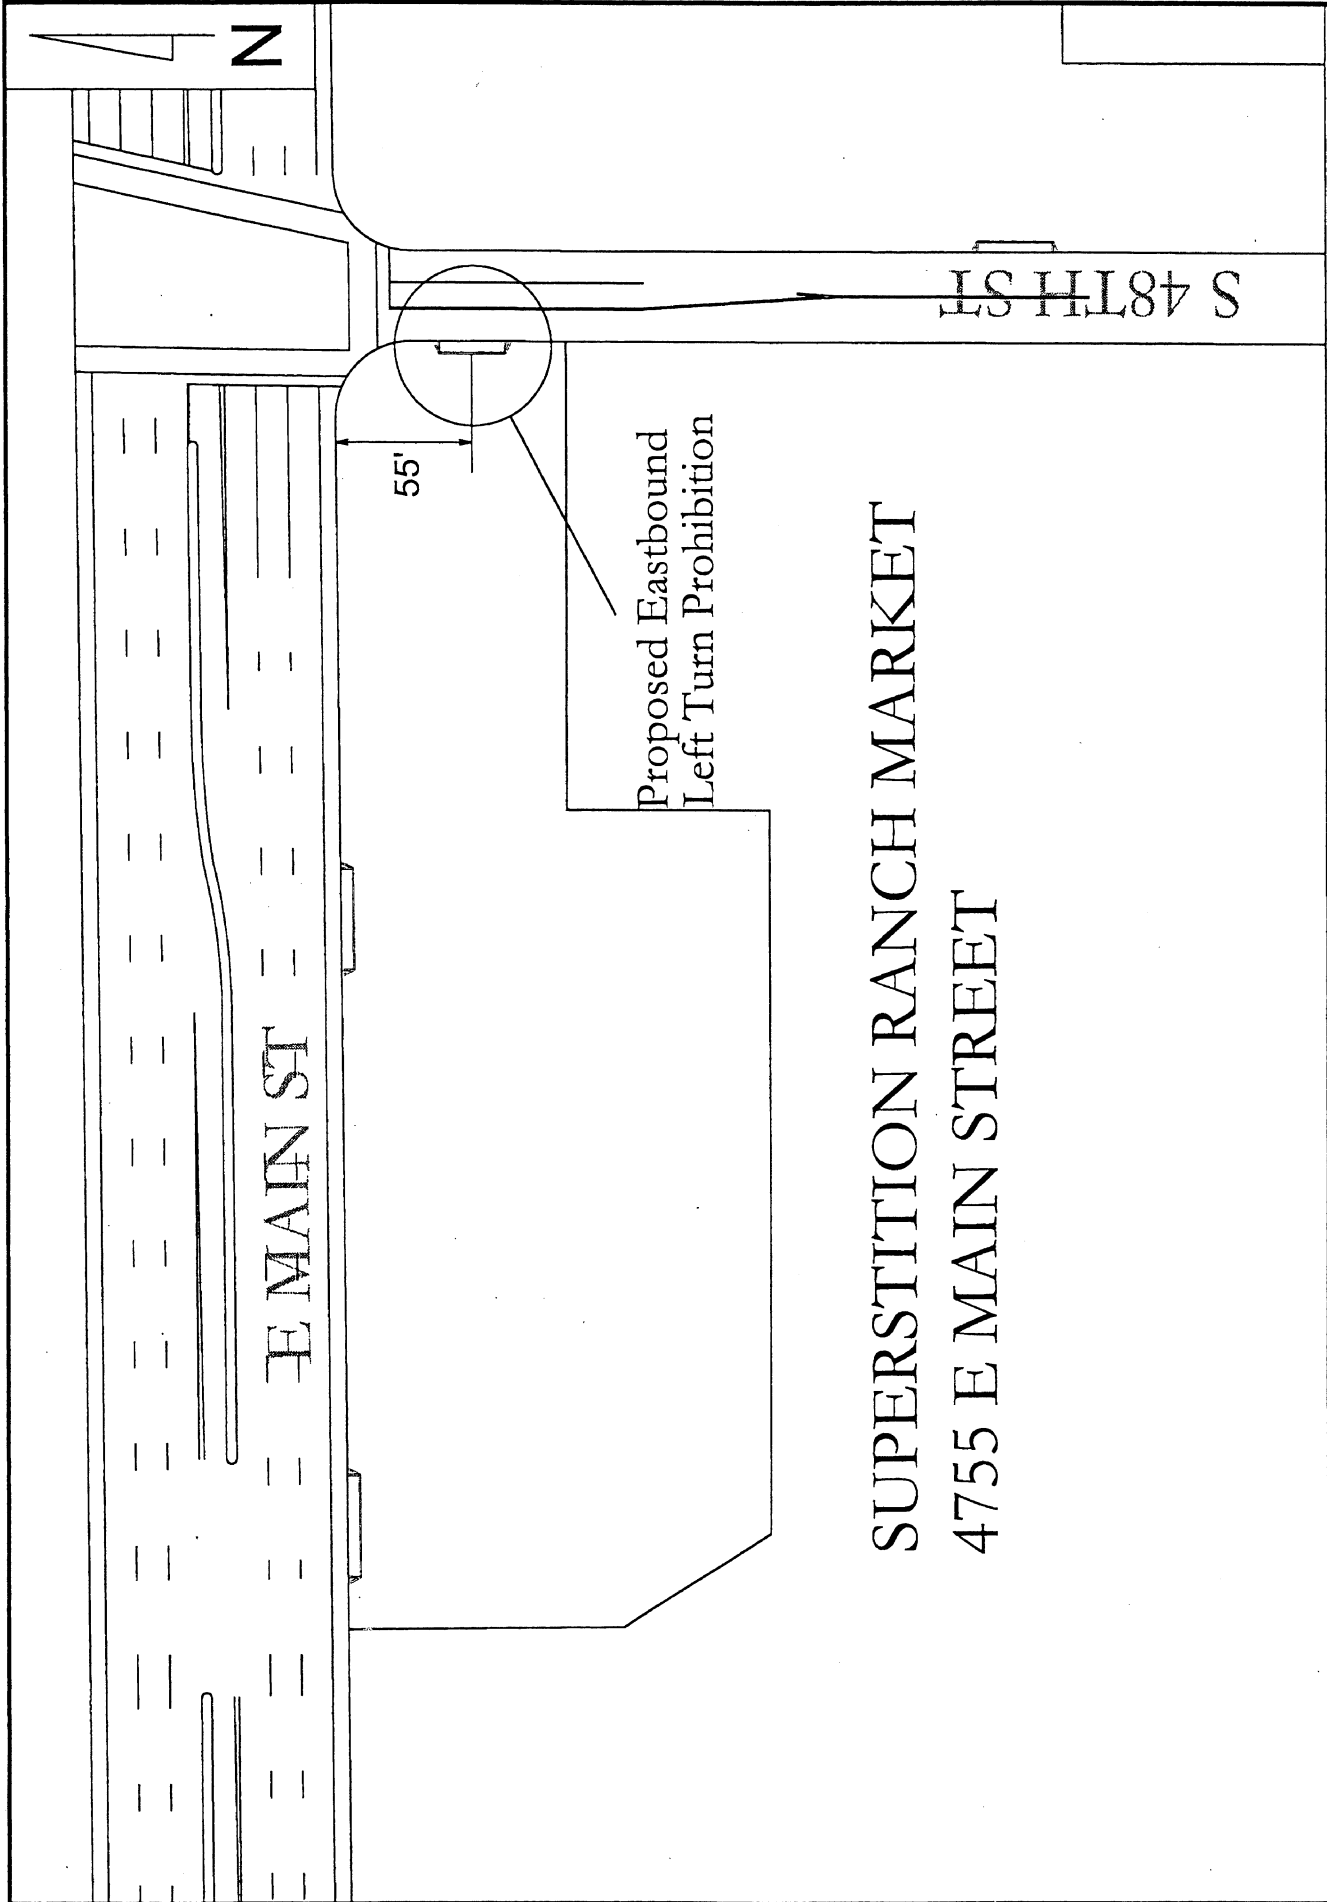 N
E MAIN ST
S 48TH ST
55'
Proposed Eastbound
Left Turn Prohibition
SUPERSTITION RANCH MARKET
4755 E MAIN STREET